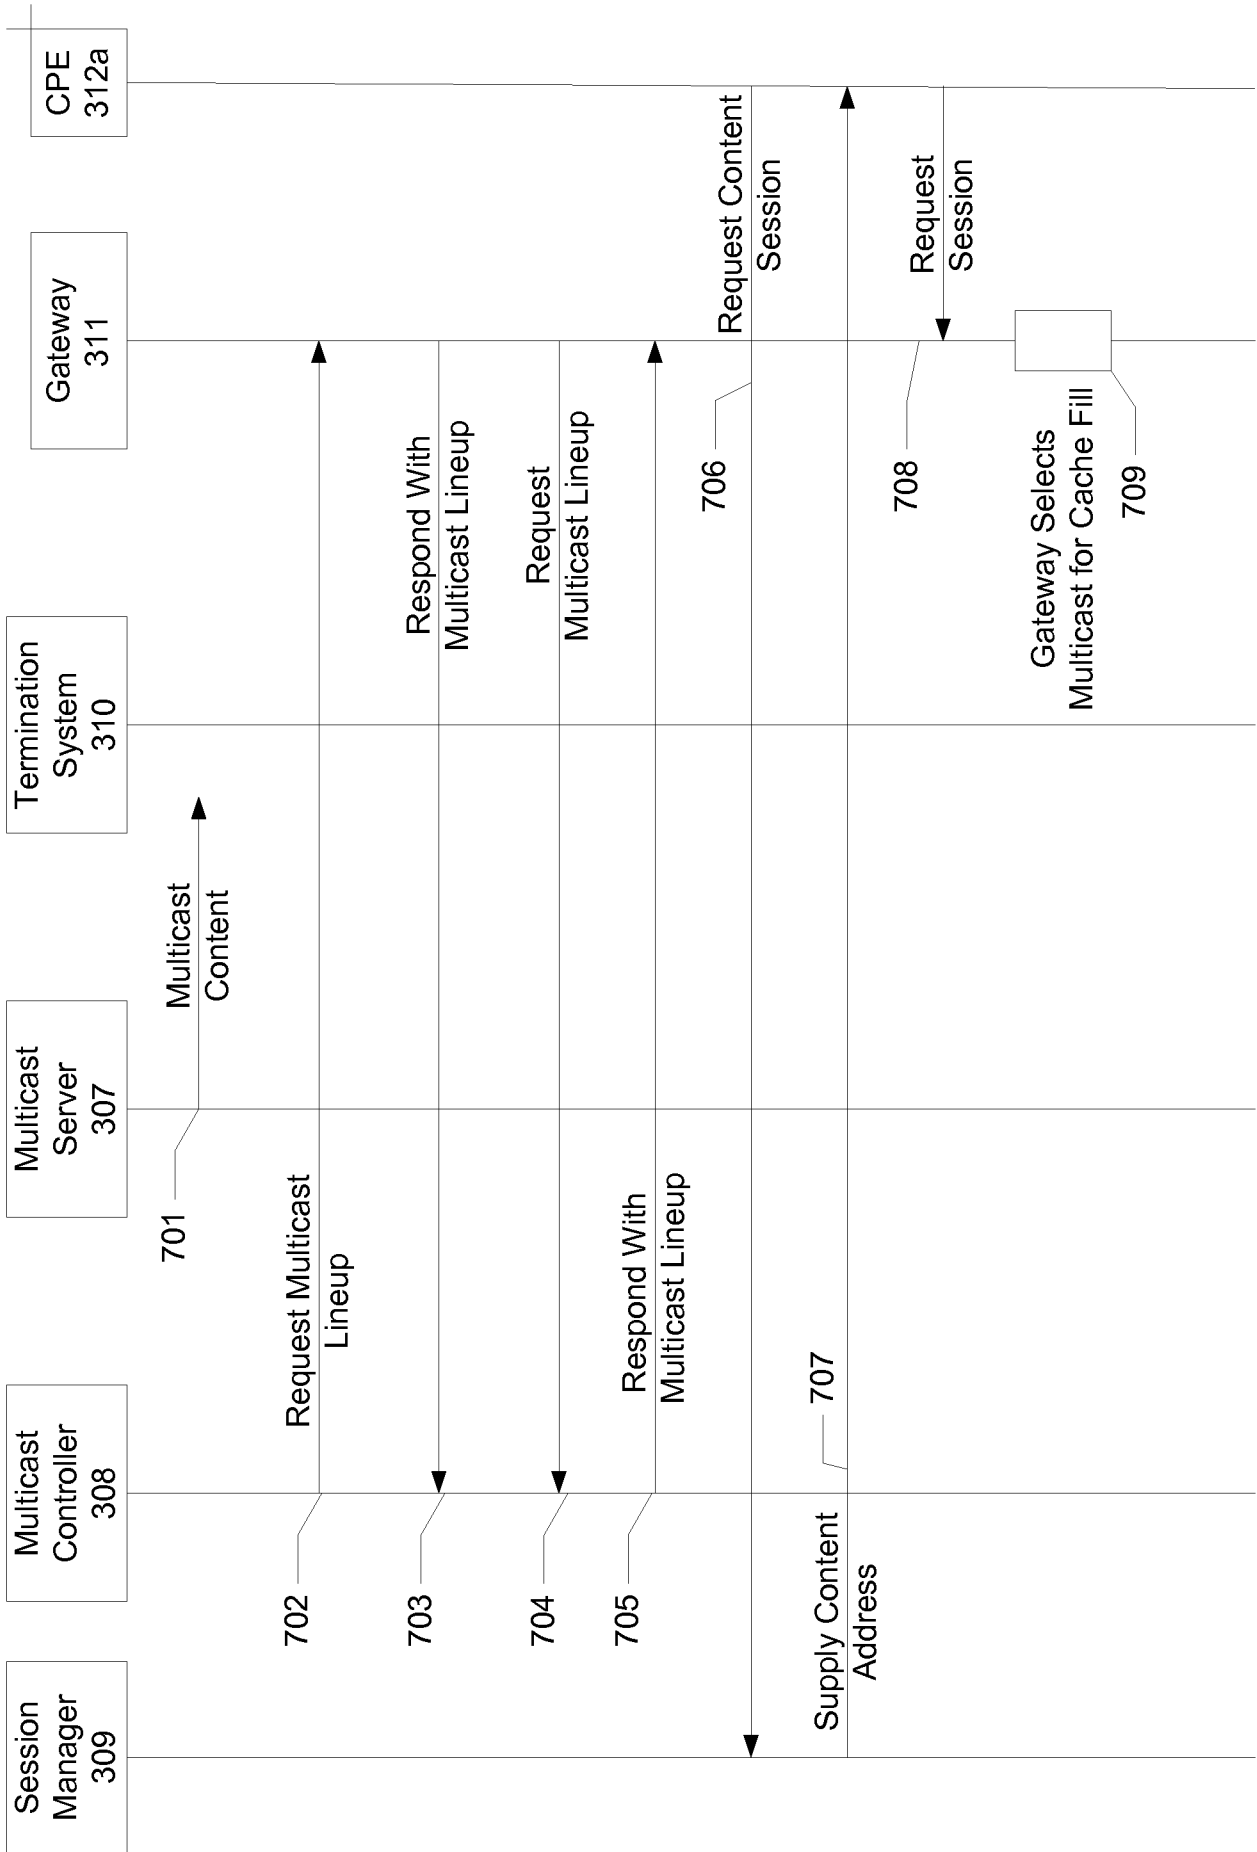 Session
Manager
309
Multicast
Controller
308
Multicast
Server
307
Termination
System
310
Gateway
311
CPE
312a
701
Multicast
Content
702
Request Multicast
Lineup
703
Respond With
Multicast Lineup
704
Request
Multicast Lineup
705
Respond With
Multicast Lineup
706
Request Content
Session
Supply Content
Address
707
708
Request
Session
Gateway Selects
Multicast for Cache Fill
709